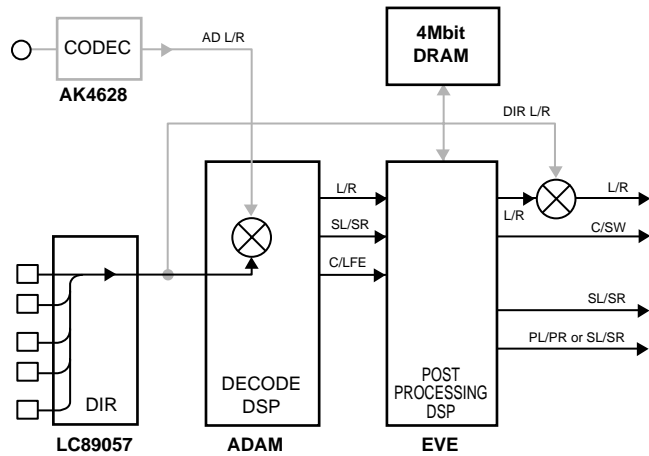 CODEC
AD L/R
AK4628
4Mbit
DRAM
DIR L/R
L/R
L/R
L/R
SL/SR
C/SW
C/LFE
SL/SR
PL/PR or SL/SR
DIR
DECODE
DSP
POST
PROCESSING
DSP
LC89057
ADAM
EVE